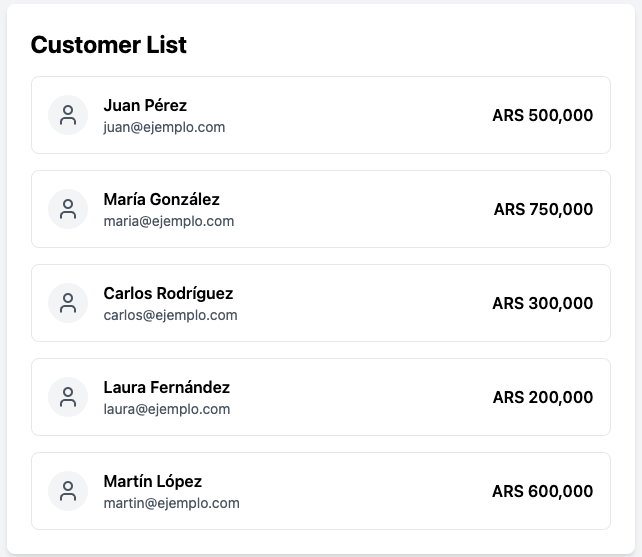 Customer List
Juan Pérez
juan@ejemplo.com
ARS 500,000
María González
maria@ejemplo.com
ARS 750,000
Carlos Rodríguez
carlos@ejemplo.com
ARS 300,000
Laura Fernández
laura@ejemplo.com
ARS 200,000
Martín López
martin@ejemplo.com
ARS 600,000